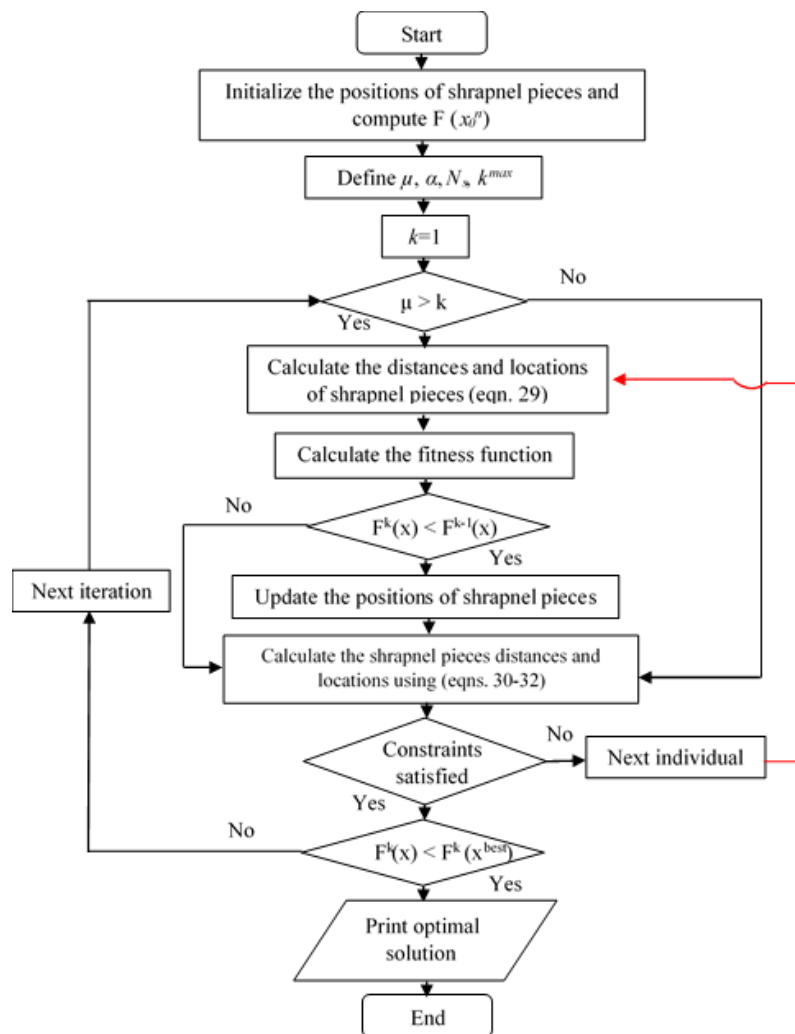 Start
Initialize the positions of shrapnel pieces and
compute F (x₀ⁿ)
Define μ, α, Nₛ, kᵐᵃˣ
k=1
μ > k
No
Yes
Calculate the distances and locations
of shrapnel pieces (eqn. 29)
Calculate the fitness function
No
Fᵏ(x) < Fᵏ⁻¹(x)
Yes
Next iteration
Update the positions of shrapnel pieces
Calculate the shrapnel pieces distances and
locations using (eqns. 30-32)
Constraints
satisfied
No
Next individual
Yes
No
Fᵏ(x) < Fᵏ (xᵇᵉˢᵗ)
Yes
Print optimal
solution
End